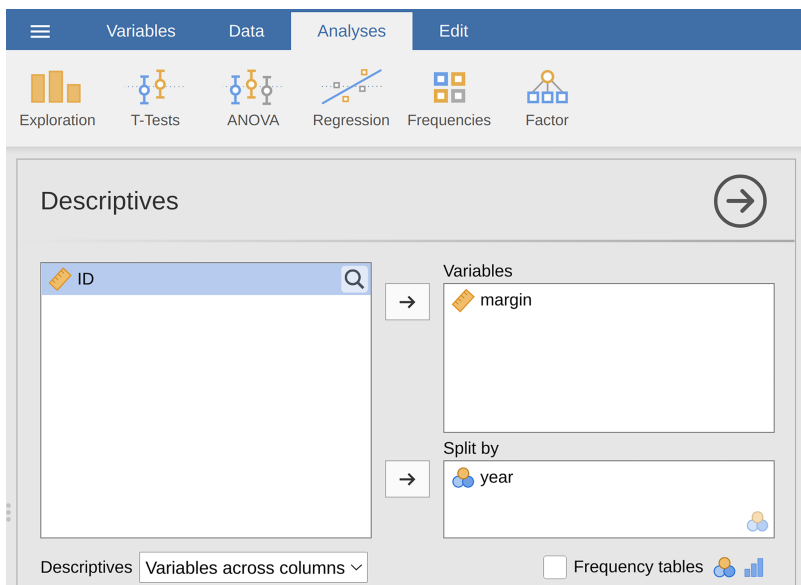 Variables Data Analyses Edit
Exploration T-Tests ANOVA Regression Frequencies Factor
Descriptives
ID
Variables
margin
Split by
year
Descriptives Variables across columns
Frequency tables